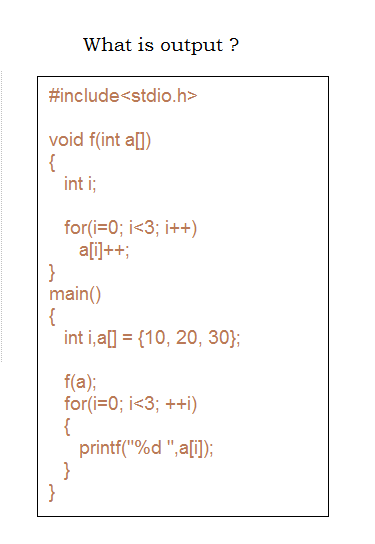 What is output ?
#include<stdio.h>
void f(int a[])
{
int i;
for(i=0; i<3; i++)
a[i]++;
}
main()
{
int i,a[] = {10, 20, 30};
f(a);
for(i=0; i<3; ++i)
{
printf("%d ",a[i]);
}
}